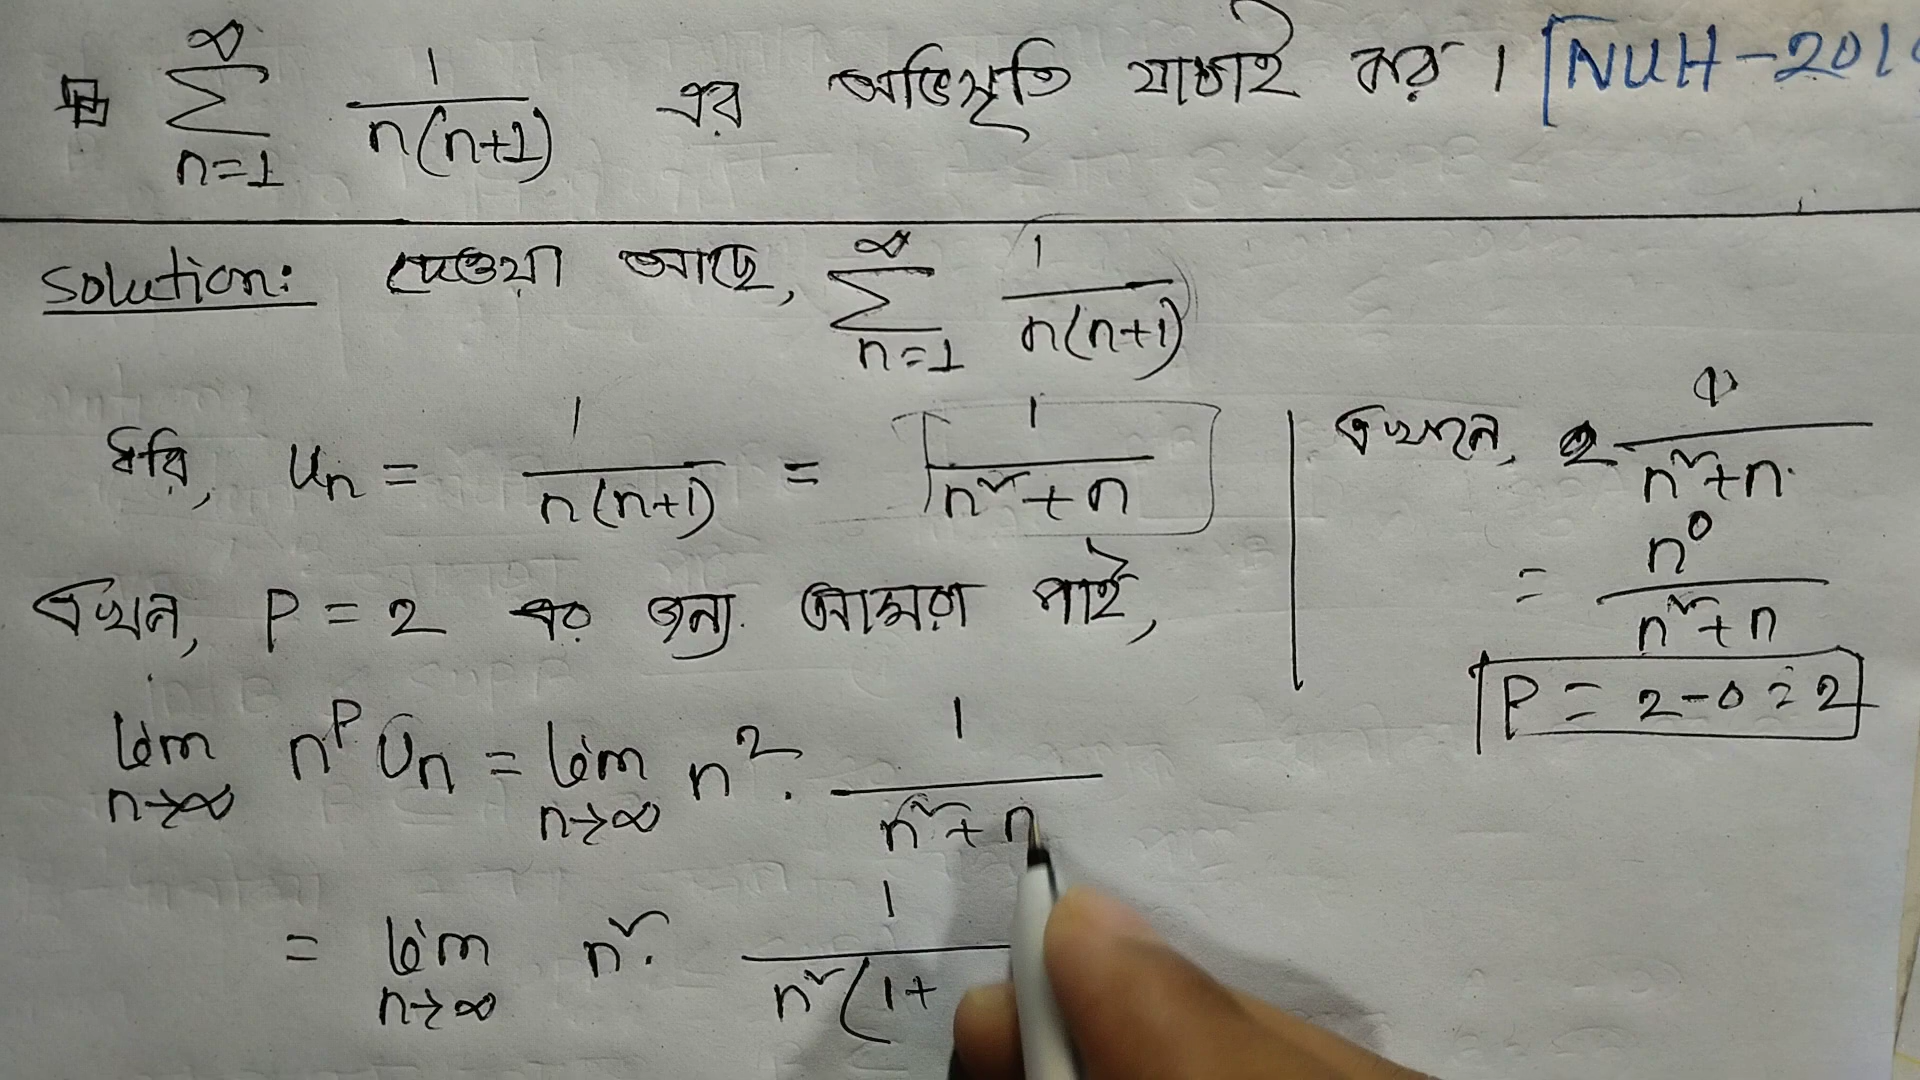 ∑_{n=1}^{∞} 1/n(n+1) এর অভিসৃতি যাচাই কর । [NUH-201
Solution: দেওয়া আছে, ∑_{n=1}^{∞} 1/n(n+1)
ধরি, u_n = 1/n(n+1) = 1/(n²+n)
এখন, P = 2 এর জন্য আমরা পাই,
lim_{n→∞} n^P U_n = lim_{n→∞} n². 1/(n²+n)
= lim_{n→∞} n². 1/n²(1+
এখানে, 1/(n²+n)
= n⁰/(n²+n)
P = 2-0 = 2